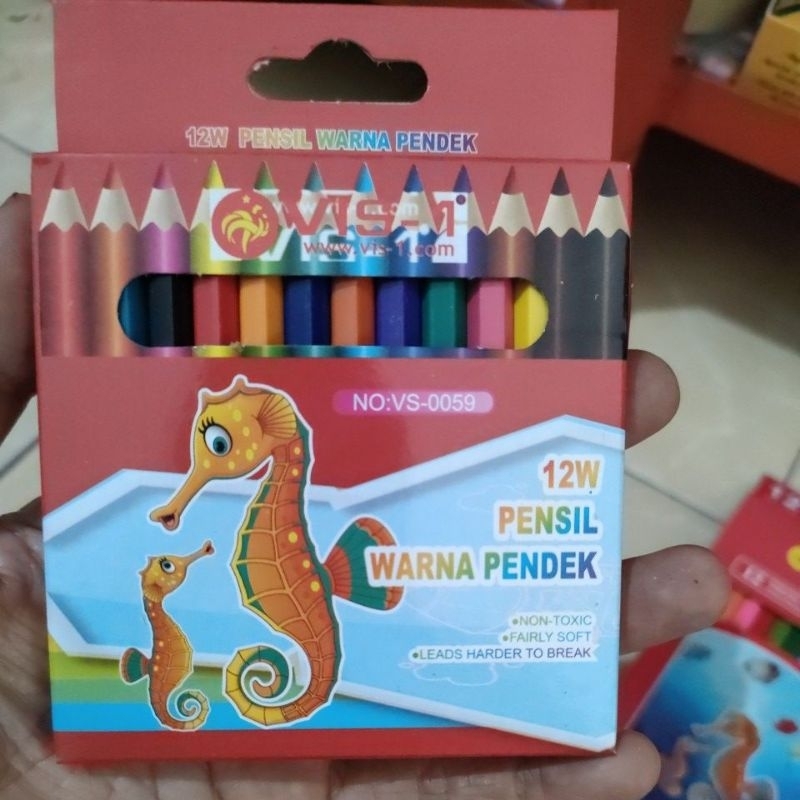 12W PENSIL WARNA PENDEK
VIS-1
www.vis-1.com
NO:VS-0059
12W
PENSIL
WARNA PENDEK
•NON-TOXIC
•FAIRLY SOFT
•LEADS HARDER TO BREAK
12